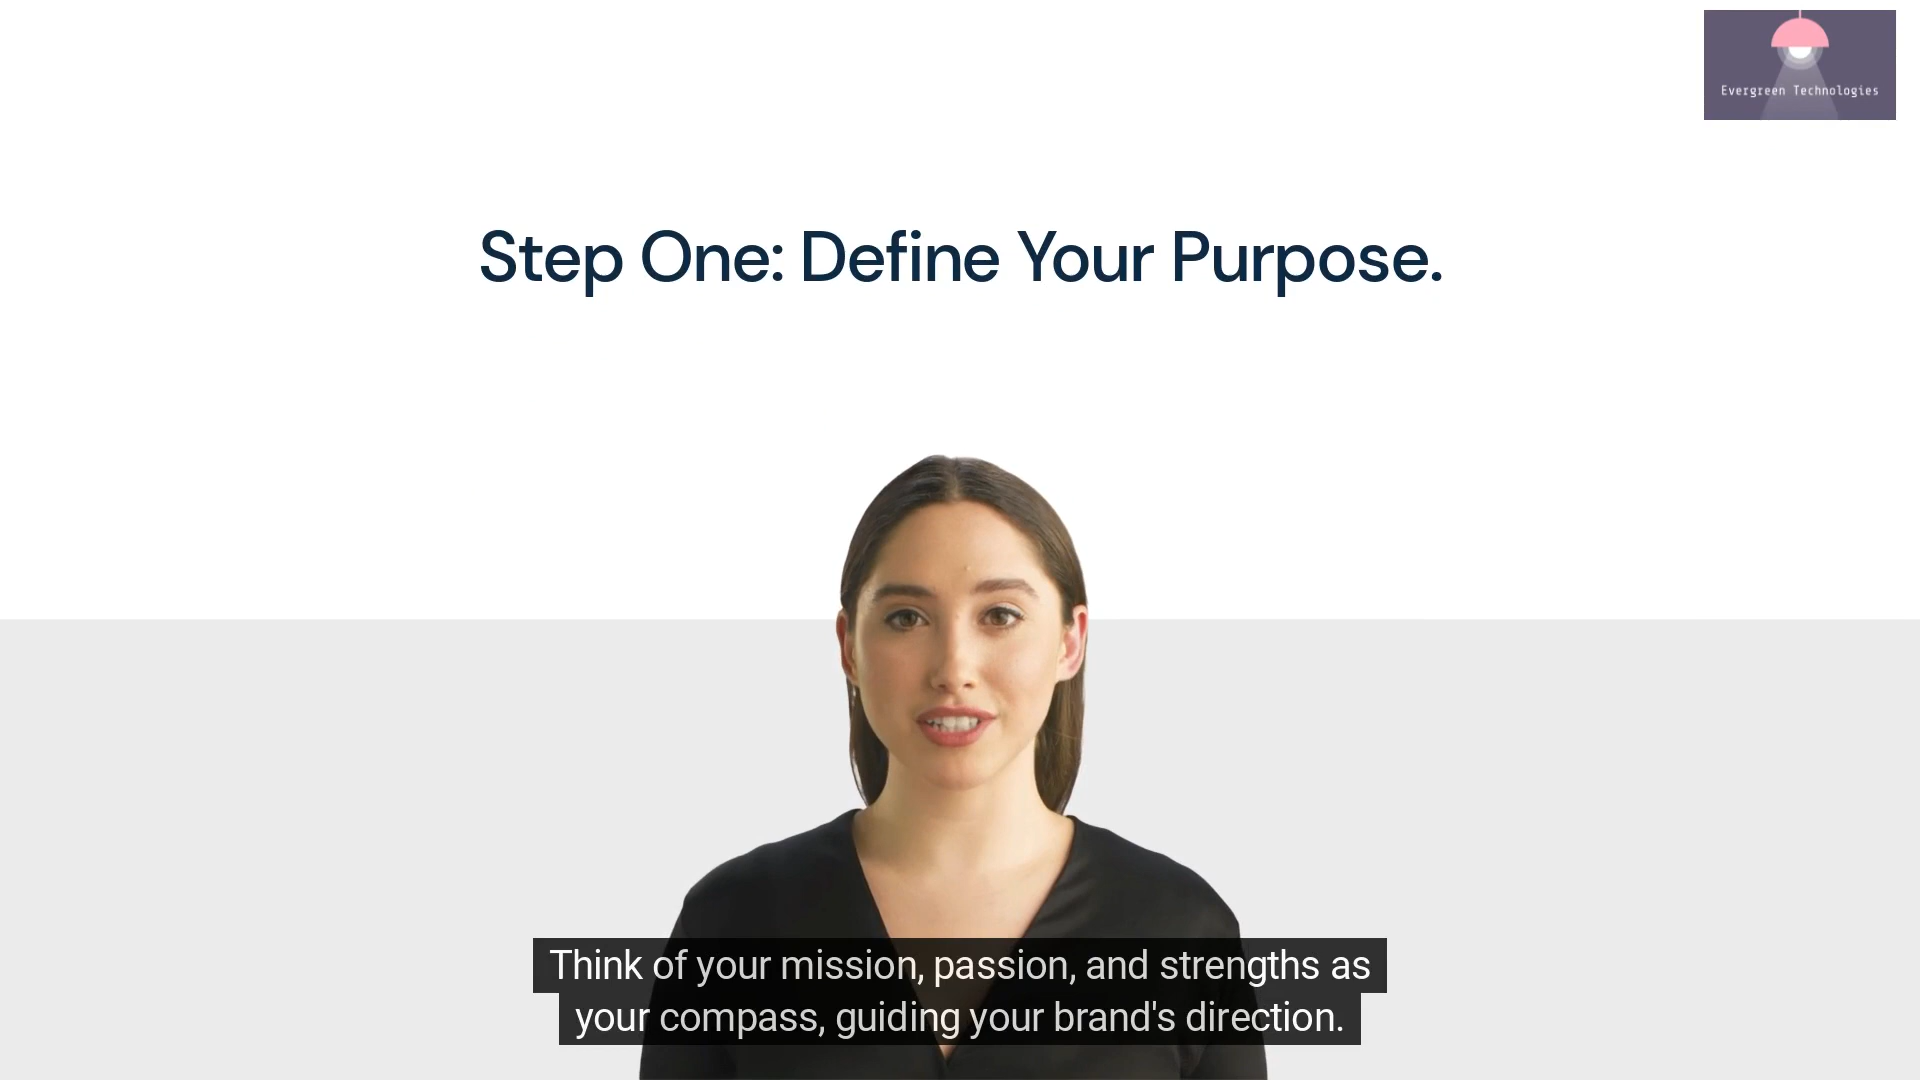 Evergreen Technologies
Step One: Define Your Purpose.
Think of your mission, passion, and strengths as
your compass, guiding your brand's direction.